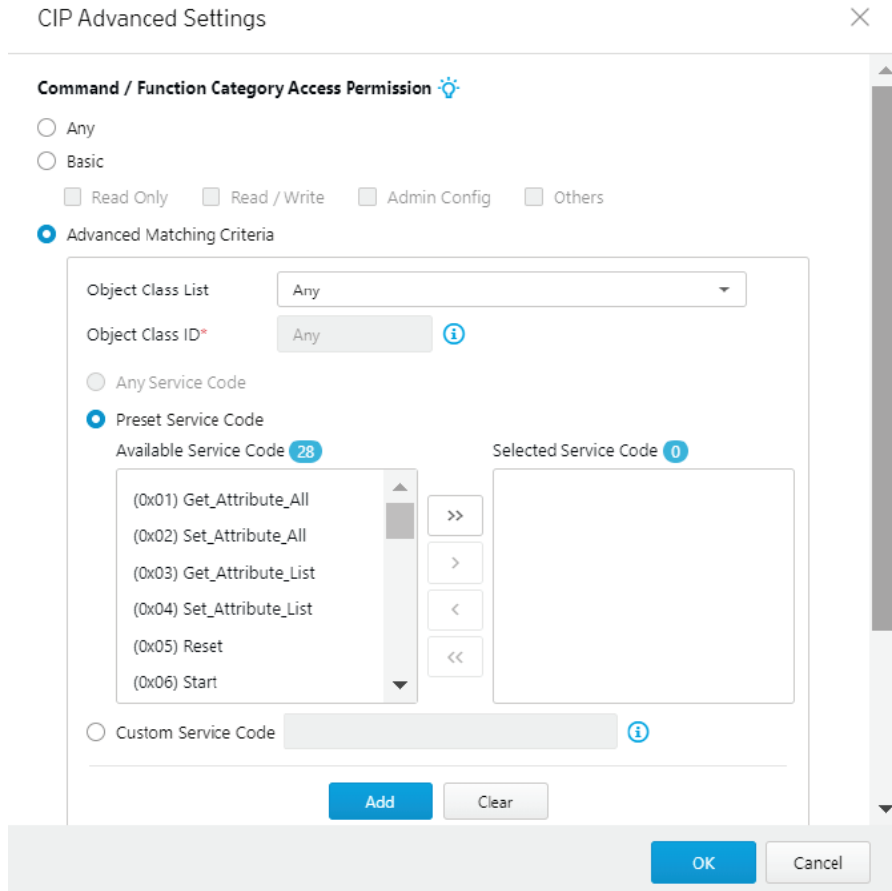 CIP Advanced Settings
Command / Function Category Access Permission
Any
Basic
Read Only Read / Write Admin Config Others
Advanced Matching Criteria
Object Class List Any
Object Class ID* Any
Any Service Code
Preset Service Code
Available Service Code 28 Selected Service Code 0
(0x01) Get_Attribute_All
(0x02) Set_Attribute_All
>>
(0x03) Get_Attribute_List
>
(0x04) Set_Attribute_List
<
(0x05) Reset
<<
(0x06) Start
Custom Service Code
Add Clear
OK Cancel